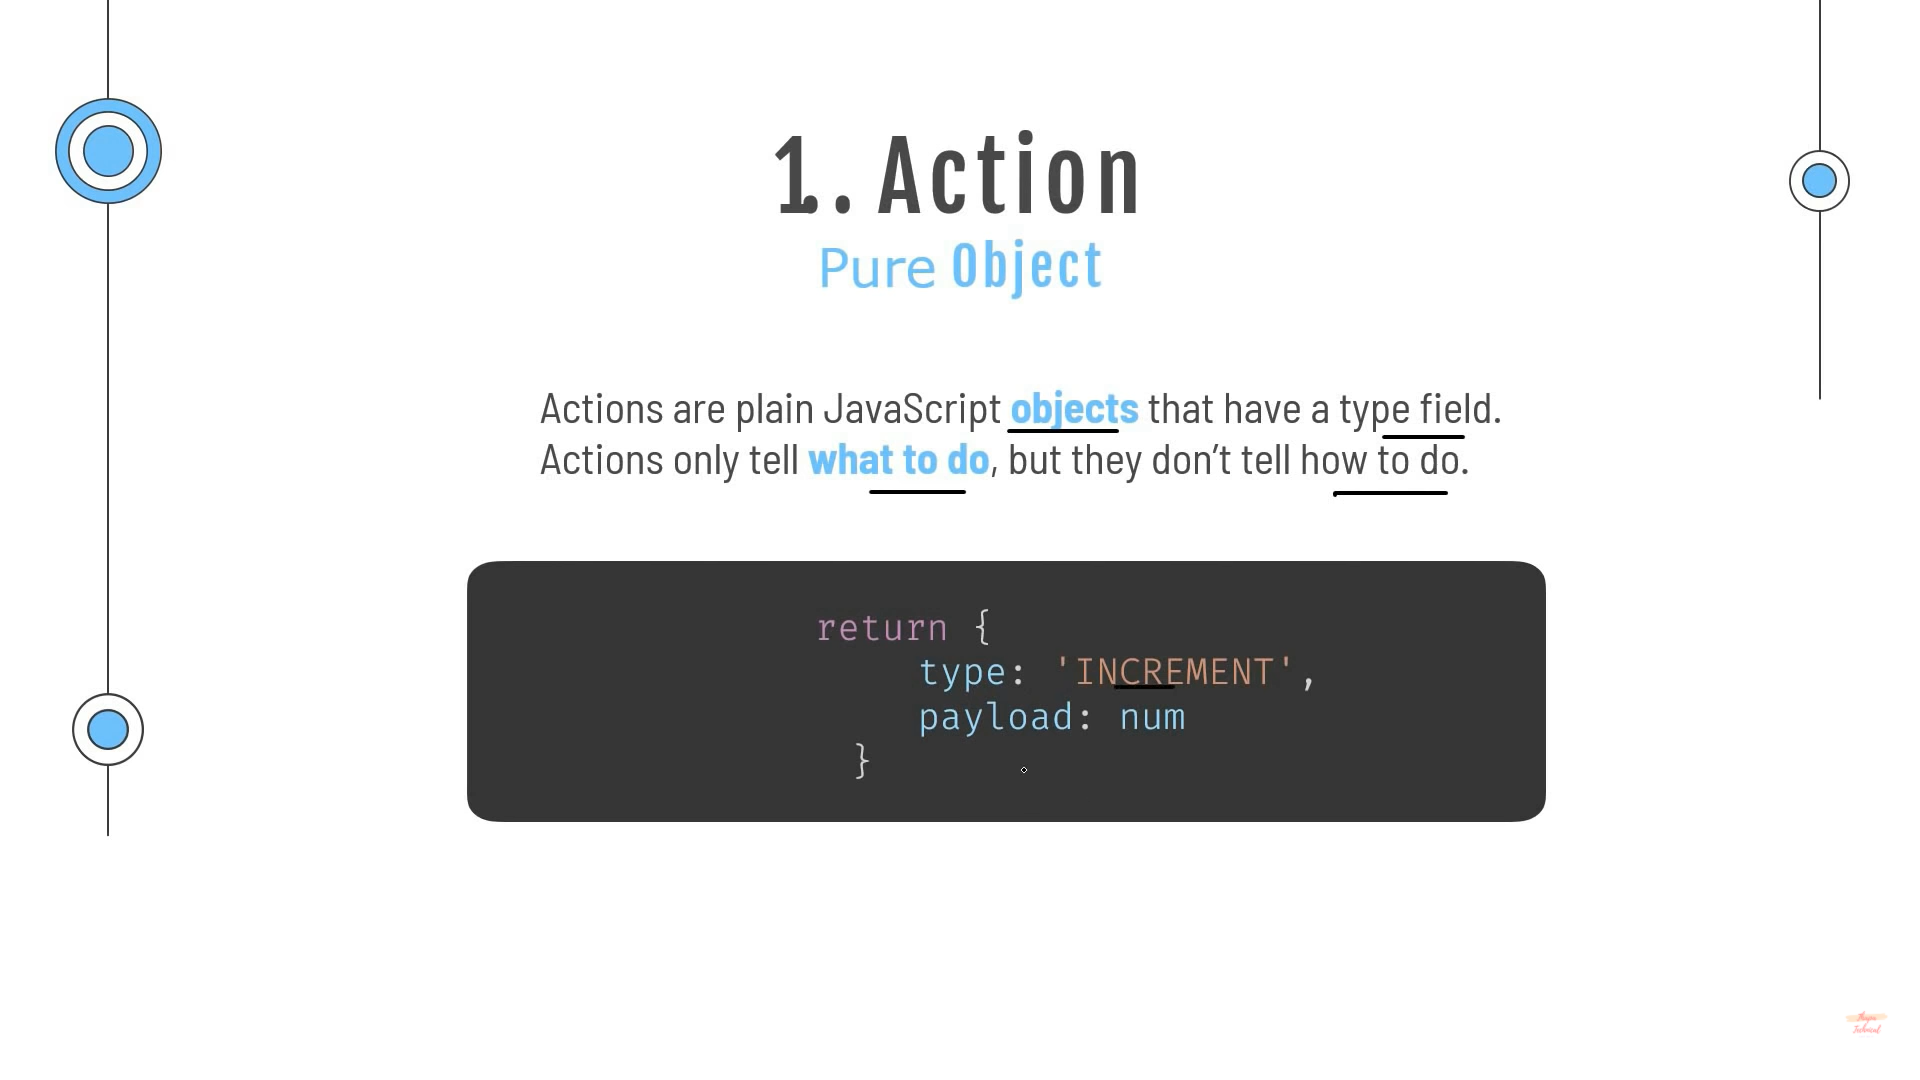 1. . Action
Pure Object
Actions are plain JavaScript objects that have a type field.
Actions only tell what to do, but they don’t tell how to do.
return {
type: 'INCREMENT',
payload: num
}
Technical